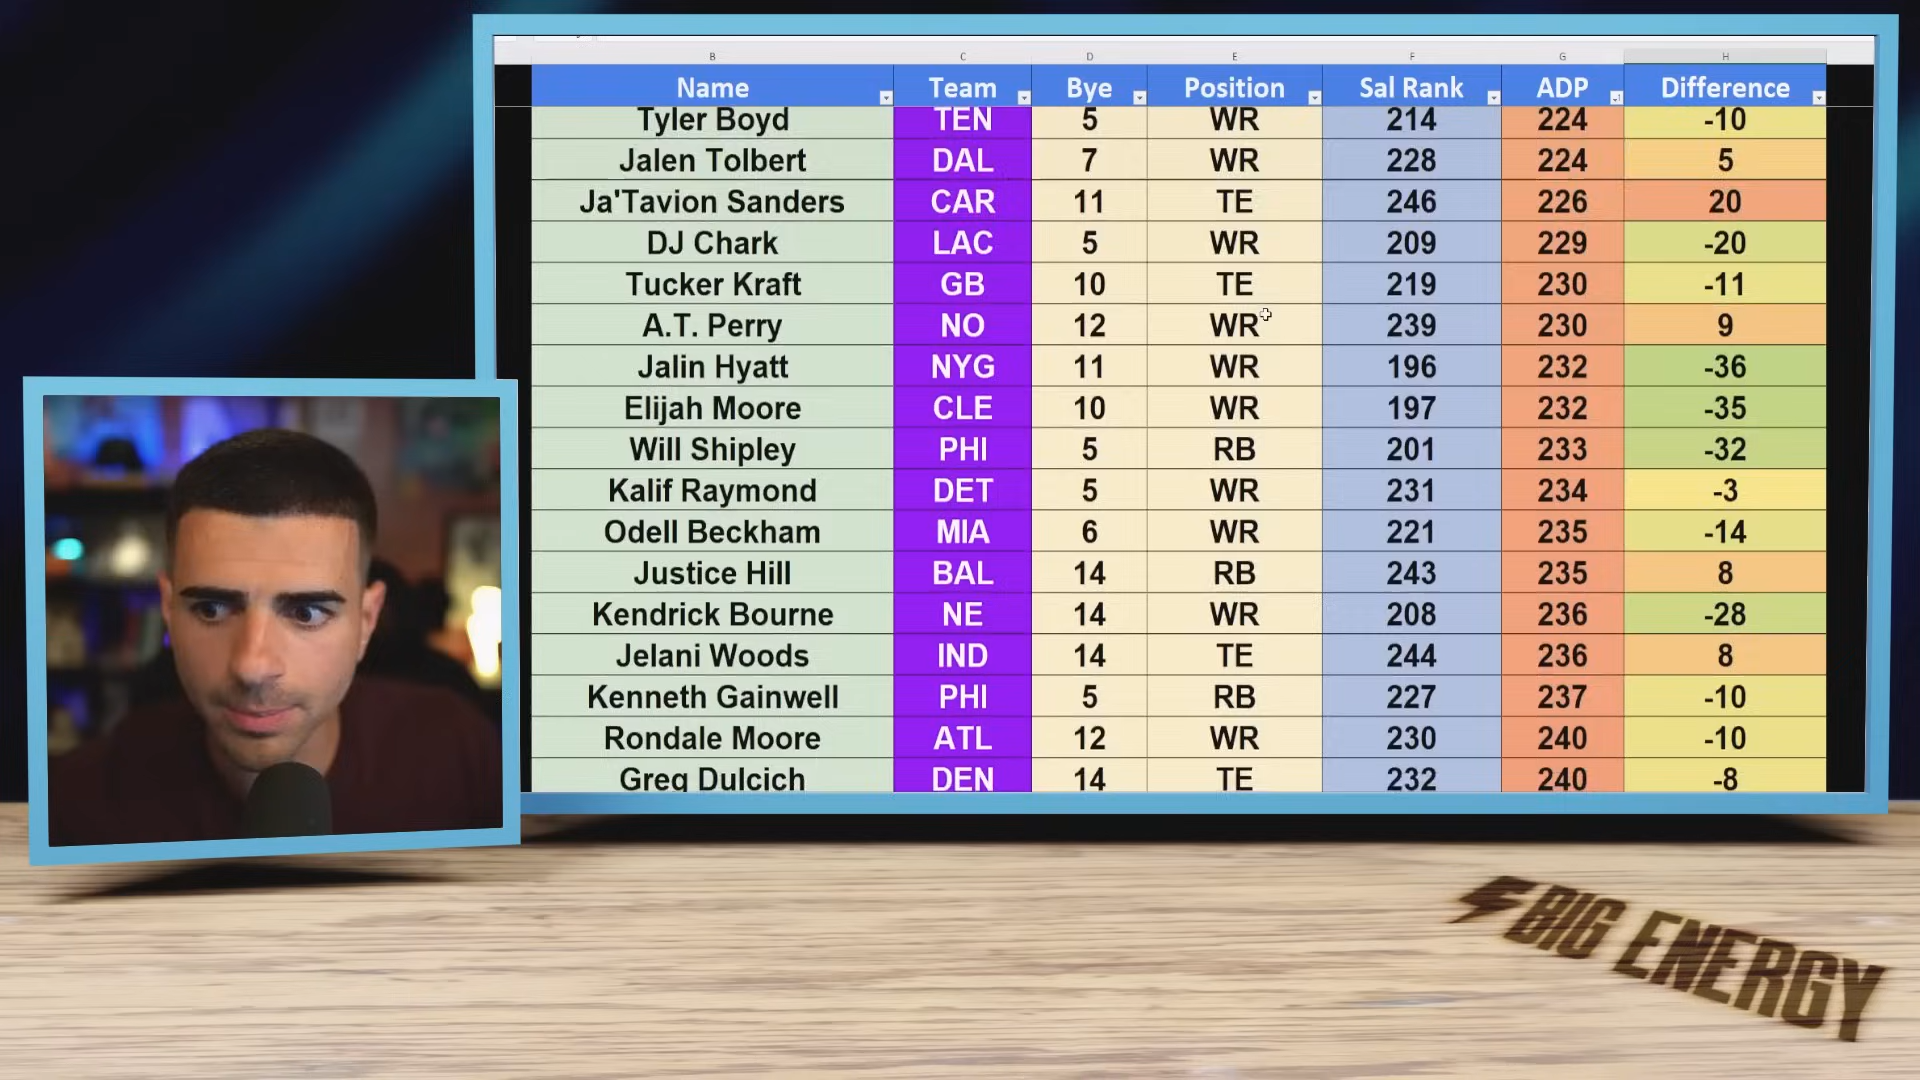 B C D E F G H
Name Team Bye Position Sal Rank ADP Difference
Tyler Boyd TEN 5 WR 214 224 -10
Jalen Tolbert DAL 7 WR 228 224 5
Ja'Tavion Sanders CAR 11 TE 246 226 20
DJ Chark LAC 5 WR 209 229 -20
Tucker Kraft GB 10 TE 219 230 -11
A.T. Perry NO 12 WR 239 230 9
Jalin Hyatt NYG 11 WR 196 232 -36
Elijah Moore CLE 10 WR 197 232 -35
Will Shipley PHI 5 RB 201 233 -32
Kalif Raymond DET 5 WR 231 234 -3
Odell Beckham MIA 6 WR 221 235 -14
Justice Hill BAL 14 RB 243 235 8
Kendrick Bourne NE 14 WR 208 236 -28
Jelani Woods IND 14 TE 244 236 8
Kenneth Gainwell PHI 5 RB 227 237 -10
Rondale Moore ATL 12 WR 230 240 -10
Greg Dulcich DEN 14 TE 232 240 -8
BIG ENERGY